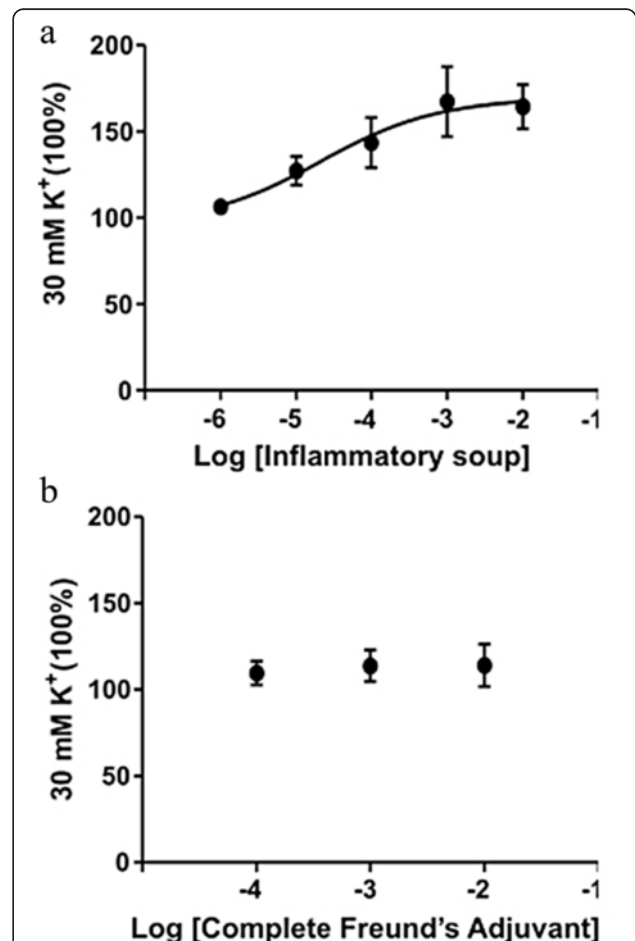 a
30 mM K⁺(100%)
200
150
100
50
0
-6 -5 -4 -3 -2 -1
Log [Inflammatory soup]
b
30 mM K⁺(100%)
200
150
100
50
0
-4 -3 -2 -1
Log [Complete Freund's Adjuvant]